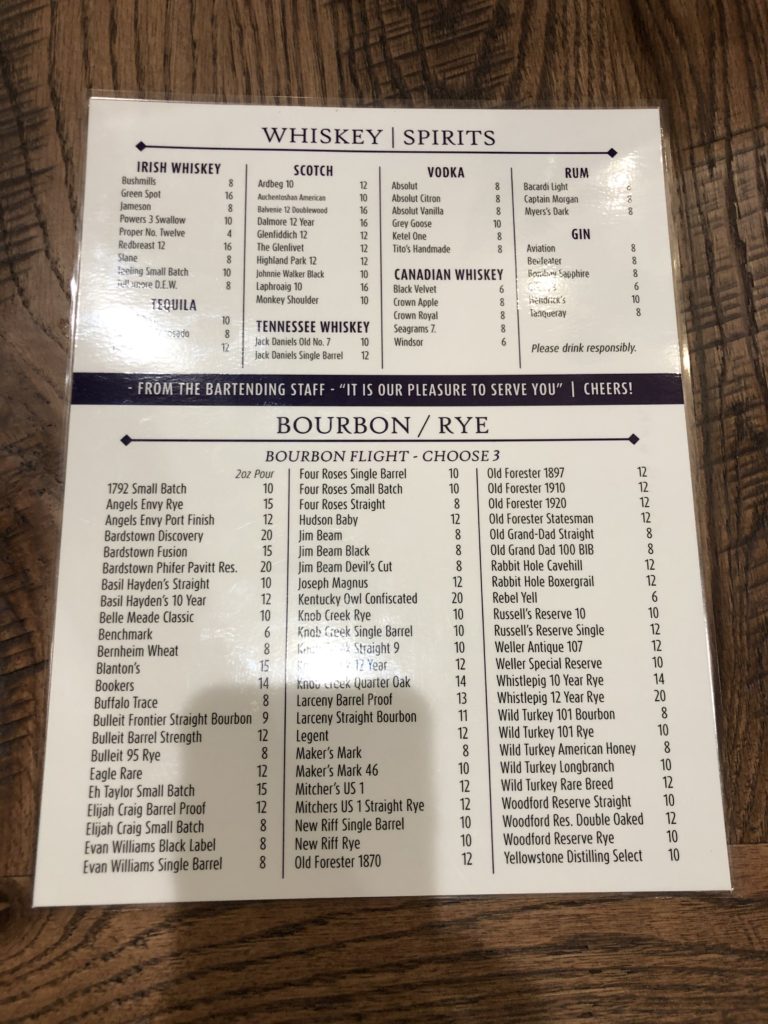 WHISKEY | SPIRITS
IRISH WHISKEY
Bushmills 8
Green Spot 16
Jameson 8
Powers 3 Swallow 10
Proper No. Twelve 4
Redbreast 12 16
Slane 8
Teeling Small Batch 10
Tullamore D.E.W. 8
TEQUILA
10
8
12
SCOTCH
Ardbeg 10 12
Auchentoshan American 10
Balvenie 12 Doublewood 16
Dalmore 12 Year 16
Glenfiddich 12 12
The Glenlivet 12
Highland Park 12 12
Johnnie Walker Black 10
Laphroaig 10 16
Monkey Shoulder 10
TENNESSEE WHISKEY
Jack Daniels Old No. 7 10
Jack Daniels Single Barrel 12
VODKA
Absolut 8
Absolut Citron 8
Absolut Vanilla 8
Grey Goose 10
Ketel One 8
Tito's Handmade 8
CANADIAN WHISKEY
Black Velvet 6
Crown Apple 8
Crown Royal 8
Seagrams 7. 8
Windsor 6
RUM
Bacardi Light
Captain Morgan 8
Myers's Dark 8
GIN
Aviation 8
Beefeater 8
Bombay Sapphire 8
6
Hendrick's 10
Tanqueray 8
Please drink responsibly.
- FROM THE BARTENDING STAFF - “IT IS OUR PLEASURE TO SERVE YOU” | CHEERS!
BOURBON / RYE
BOURBON FLIGHT - CHOOSE 3
2oz Pour
1792 Small Batch 10
Angels Envy Rye 15
Angels Envy Port Finish 12
Bardstown Discovery 20
Bardstown Fusion 15
Bardstown Phifer Pavitt Res. 20
Basil Hayden's Straight 10
Basil Hayden's 10 Year 12
Belle Meade Classic 10
Benchmark 6
Bernheim Wheat 8
Blanton's 15
Bookers 14
Buffalo Trace 8
Bulleit Frontier Straight Bourbon 9
Bulleit Barrel Strength 12
Bulleit 95 Rye 8
Eagle Rare 12
Eh Taylor Small Batch 15
Elijah Craig Barrel Proof 12
Elijah Craig Small Batch 8
Evan Williams Black Label 8
Evan Williams Single Barrel 8
Four Roses Single Barrel 10
Four Roses Small Batch 10
Four Roses Straight 8
Hudson Baby 12
Jim Beam 8
Jim Beam Black 8
Jim Beam Devil's Cut 8
Joseph Magnus 12
Kentucky Owl Confiscated 20
Knob Creek Rye 10
Knob Creek Single Barrel 10
Knob Creek Straight 9 10
Knob Creek 12 Year 12
Knob Creek Quarter Oak 14
Larceny Barrel Proof 13
Larceny Straight Bourbon 11
Legent 12
Maker's Mark 8
Maker's Mark 46 10
Mitcher's US 1 12
Mitchers US 1 Straight Rye 12
New Riff Single Barrel 10
New Riff Rye 10
Old Forester 1870 12
Old Forester 1897 12
Old Forester 1910 12
Old Forester 1920 12
Old Forester Statesman 12
Old Grand-Dad Straight 8
Old Grand Dad 100 BIB 8
Rabbit Hole Cavehill 12
Rabbit Hole Boxergrail 12
Rebel Yell 6
Russell's Reserve 10 10
Russell's Reserve Single 12
Weller Antique 107 12
Weller Special Reserve 10
Whistlepig 10 Year Rye 14
Whistlepig 12 Year Rye 20
Wild Turkey 101 Bourbon 8
Wild Turkey 101 Rye 10
Wild Turkey American Honey 8
Wild Turkey Longbranch 10
Wild Turkey Rare Breed 12
Woodford Reserve Straight 10
Woodford Res. Double Oaked 12
Woodford Reserve Rye 10
Yellowstone Distilling Select 10